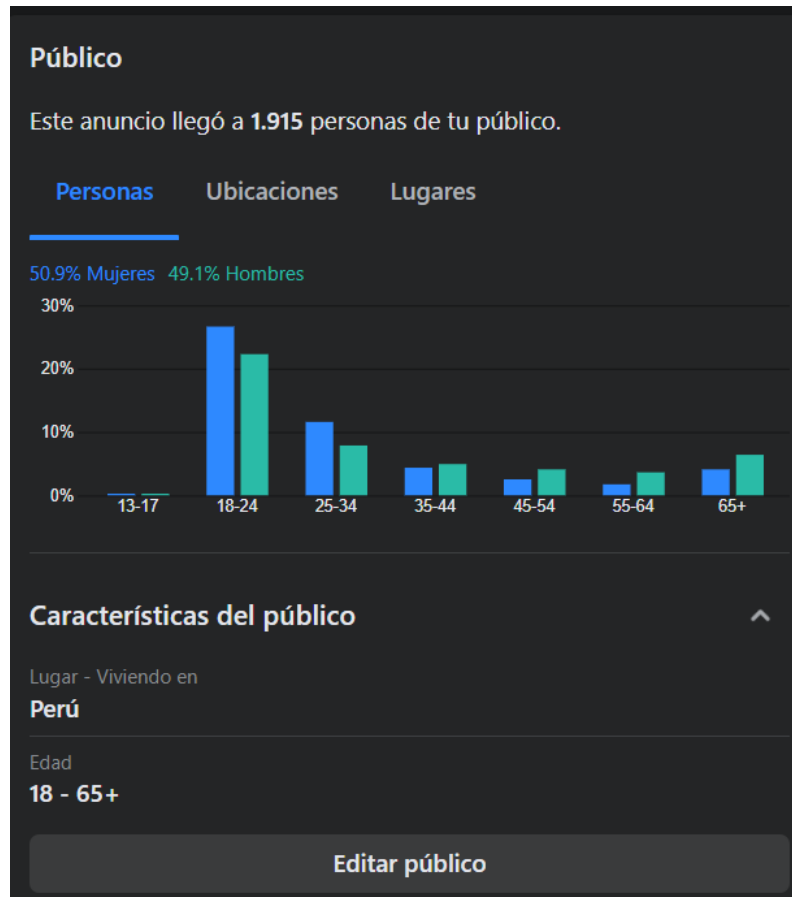 Público
Este anuncio llegó a 1.915 personas de tu público.
Personas Ubicaciones Lugares
50.9% Mujeres 49.1% Hombres
30%
20%
10%
0%
13-17 18-24 25-34 35-44 45-54 55-64 65+
Características del público
Lugar - Viviendo en
Perú
Edad
18 - 65+
Editar público